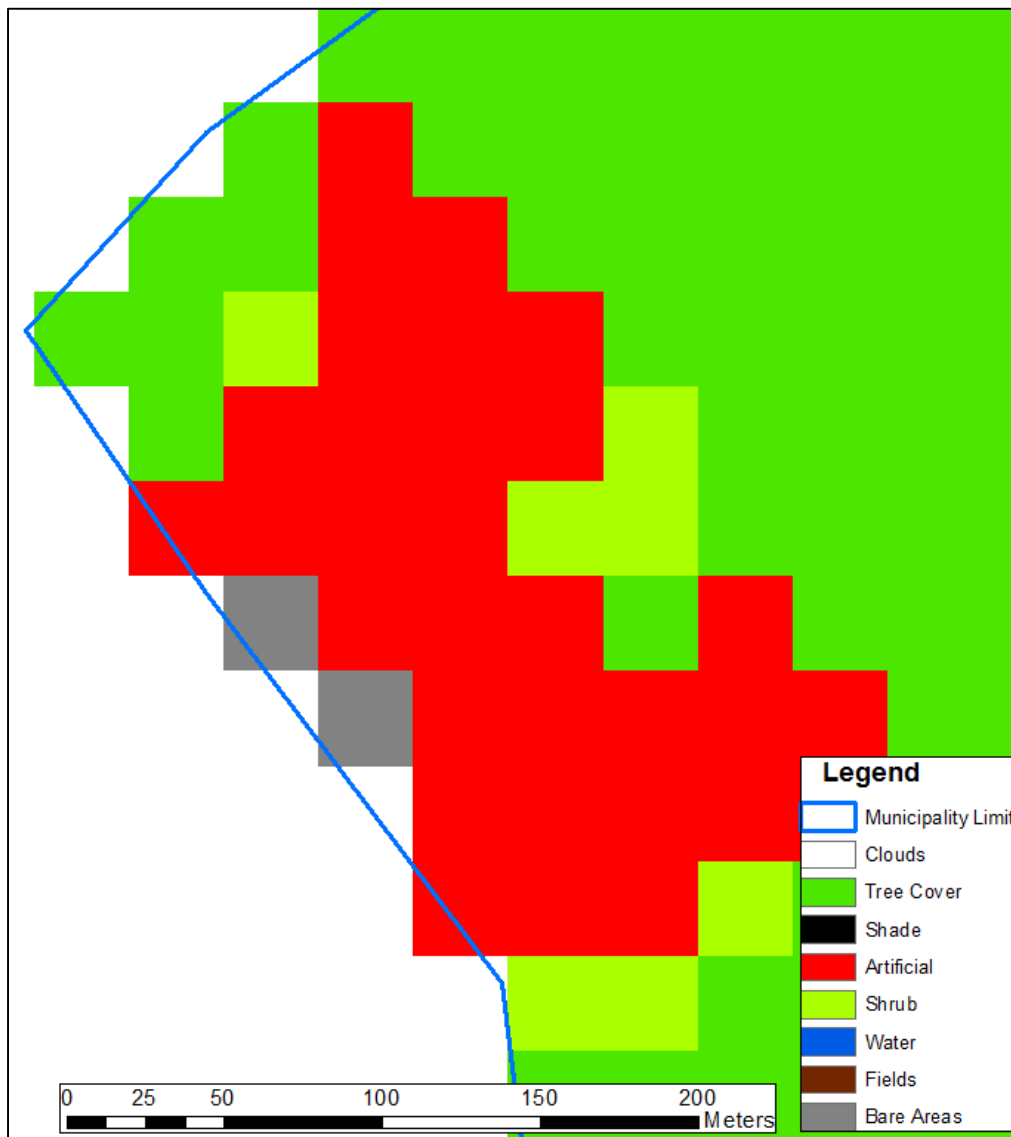 Legend
Municipality Limit
Clouds
Tree Cover
Shade
Artificial
Shrub
Water
Fields
Bare Areas
0 25 50 100 150 200
Meters